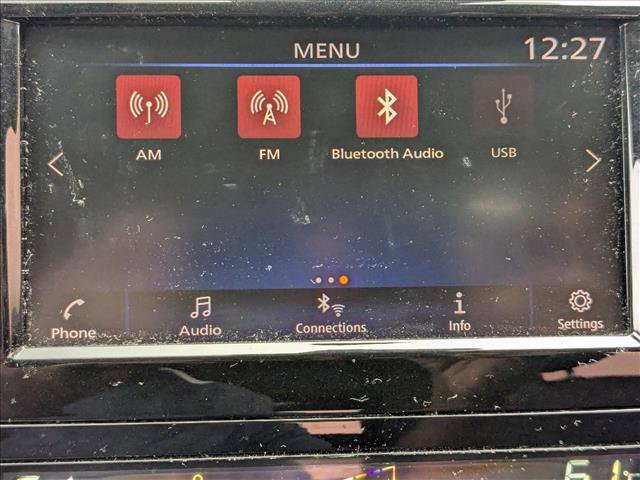 MENU 12:27
AM FM Bluetooth Audio USB
Phone Audio Connections Info Settings